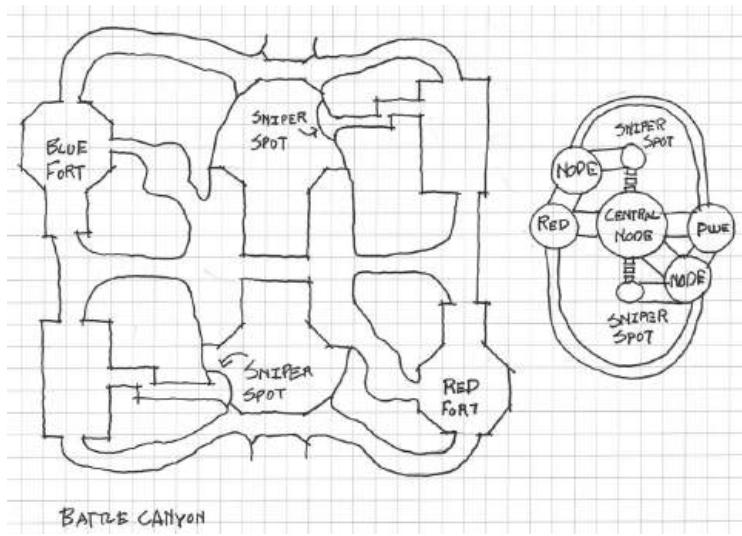 BLUE
FORT
SNIPER
SPOT
SNIPER
SPOT
RED
FORT
BATTLE CANYON
SNIPER
SPOT
NODE
RED
CENTRAL
NODE
BLUE
NODE
SNIPER
SPOT